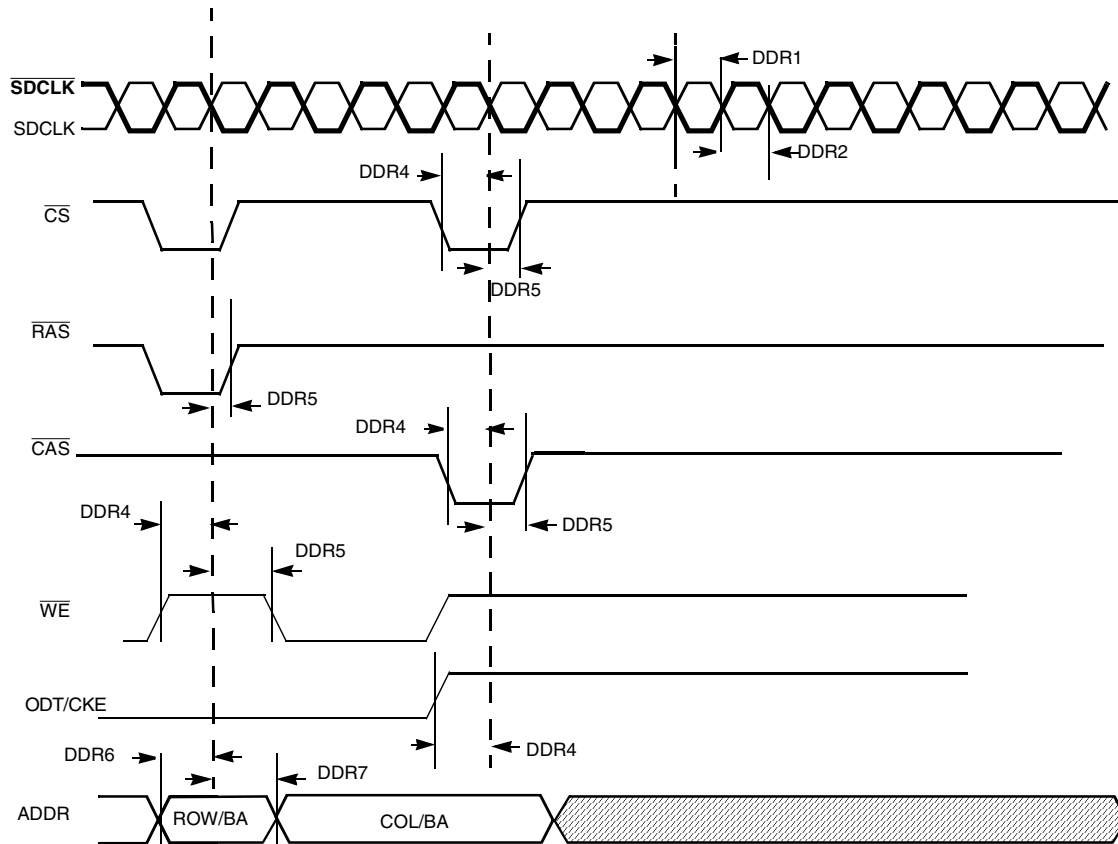 DDR1
SDCLK
SDCLK
DDR2
DDR4
CS
DDR5
RAS
DDR5
DDR4
CAS
DDR4
DDR5
DDR5
WE
ODT/CKE
DDR6
DDR4
DDR7
ADDR
ROW/BA
COL/BA